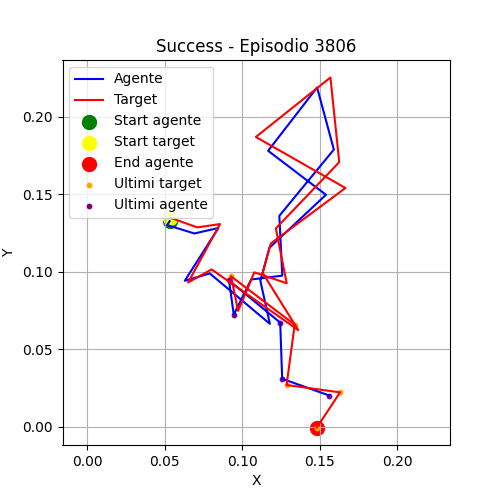 Success - Episodio 3806
Agente
Target
Start agente
Start target
End agente
Ultimi target
Ultimi agente
0.20
0.15
0.10
0.05
0.00
Y
0.00 0.05 0.10 0.15 0.20
X